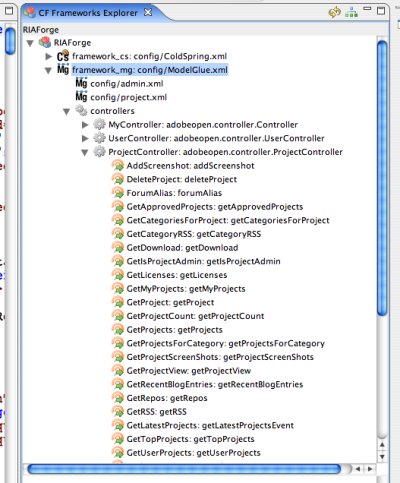 CF Frameworks Explorer
RIAForge
RIAForge
Cs framework_cs: config/ColdSpring.xml
Mg framework_mg: config/ModelGlue.xml
Mg config/admin.xml
Mg config/project.xml
controllers
MyController: adobeopen.controller.Controller
UserController: adobeopen.controller.UserController
ProjectController: adobeopen.controller.ProjectController
AddScreenshot: addScreenshot
DeleteProject: deleteProject
ForumAlias: forumAlias
GetApprovedProjects: getApprovedProjects
GetCategoriesForProject: getCategoriesForProject
GetCategoryRSS: getCategoryRSS
GetDownload: getDownload
GetIsProjectAdmin: getIsProjectAdmin
GetLicenses: getLicenses
GetMyProjects: getMyProjects
GetProject: getProject
GetProjectCount: getProjectCount
GetProjects: getProjects
GetProjectsForCategory: getProjectsForCategory
GetProjectScreenShots: getProjectScreenShots
GetProjectView: getProjectView
GetRecentBlogEntries: getRecentBlogEntries
GetRepos: getRepos
GetRSS: getRSS
GetLatestProjects: getLatestProjectsEvent
GetTopProjects: getTopProjects
GetUserProjects: getUserProjects